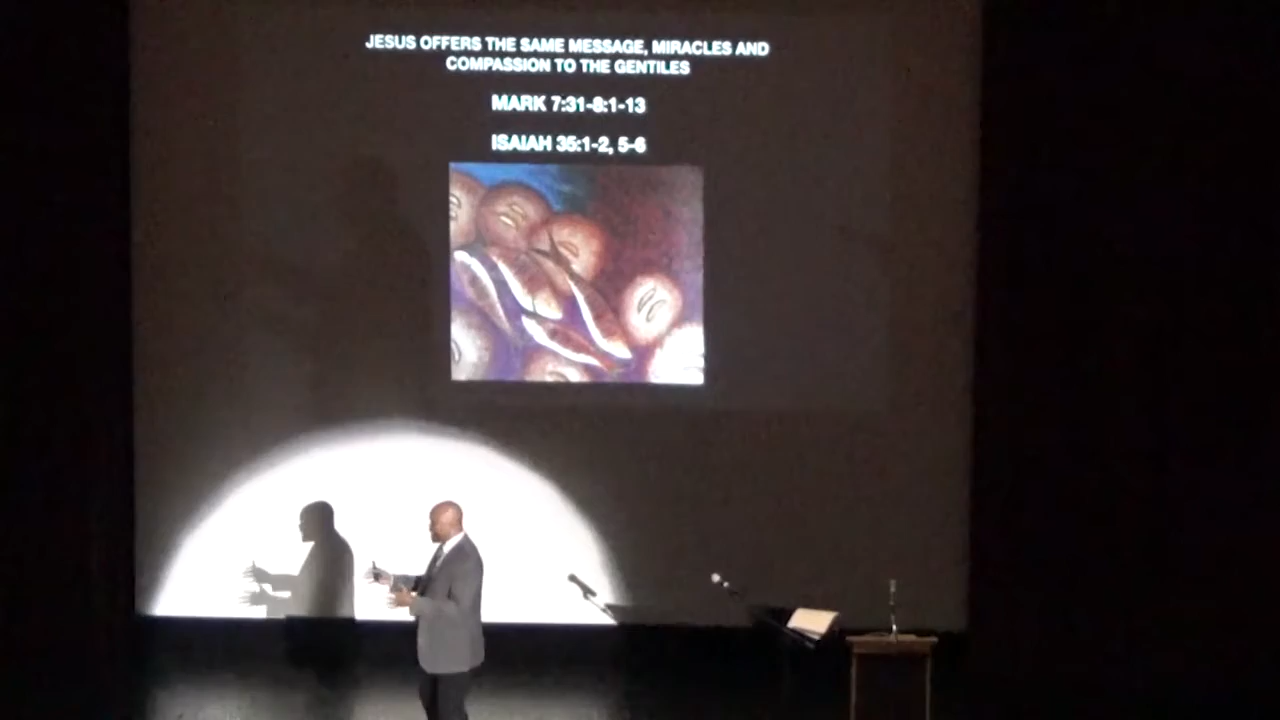 JESUS OFFERS THE SAME MESSAGE, MIRACLES AND
COMPASSION TO THE GENTILES
MARK 7:31-8:1-13
ISAIAH 35:1-2, 5-6